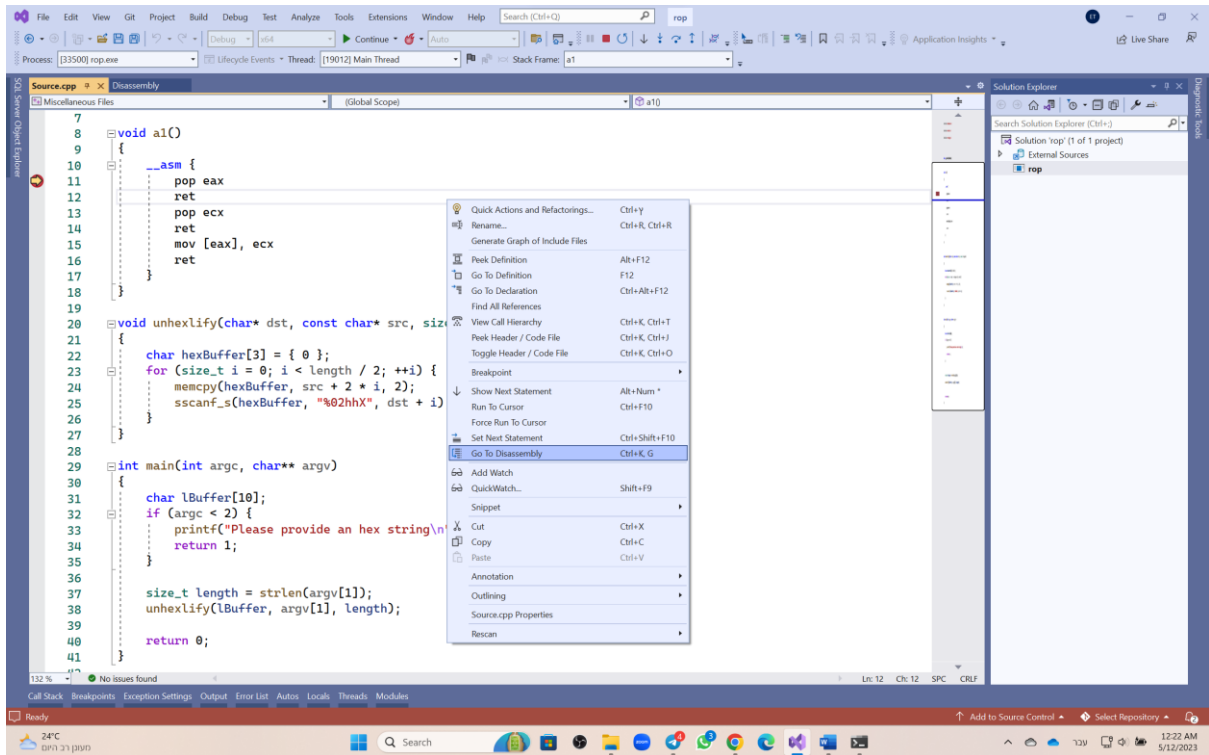 File Edit View Git Project Build Debug Test Analyze Tools Extensions Window Help Search (Ctrl+Q) rop ET
Debug x64 Continue Auto Application Insights Live Share
Process: [33500] rop.exe Lifecycle Events Thread: [19012] Main Thread Stack Frame: a1
Source.cpp Disassembly
Miscellaneous Files (Global Scope) a1()
SQL Server Object Explorer
7
8 void a1()
9 {
10 __asm {
11 pop eax
12 ret
13 pop ecx
14 ret
15 mov [eax], ecx
16 ret
17 }
18 }
19
20 void unhexlify(char* dst, const char* src, size
21 {
22 char hexBuffer[3] = { 0 };
23 for (size_t i = 0; i < length / 2; ++i) {
24 memcpy(hexBuffer, src + 2 * i, 2);
25 sscanf_s(hexBuffer, "%02hhX", dst + i)
26 }
27 }
28
29 int main(int argc, char** argv)
30 {
31 char lBuffer[10];
32 if (argc < 2) {
33 printf("Please provide an hex string\n"
34 return 1;
35 }
36
37 size_t length = strlen(argv[1]);
38 unhexlify(lBuffer, argv[1], length);
39
40 return 0;
41 }
Quick Actions and Refactorings... Ctrl+Y
Rename... Ctrl+R, Ctrl+R
Generate Graph of Include Files
Peek Definition Alt+F12
Go To Definition F12
Go To Declaration Ctrl+Alt+F12
Find All References
View Call Hierarchy Ctrl+K, Ctrl+T
Peek Header / Code File Ctrl+K, Ctrl+J
Toggle Header / Code File Ctrl+K, Ctrl+O
Breakpoint
Show Next Statement Alt+Num *
Run To Cursor Ctrl+F10
Force Run To Cursor
Set Next Statement Ctrl+Shift+F10
Go To Disassembly Ctrl+K, G
Add Watch
QuickWatch... Shift+F9
Snippet
Cut Ctrl+X
Copy Ctrl+C
Paste Ctrl+V
Annotation
Outlining
Source.cpp Properties
Rescan
Solution Explorer
Search Solution Explorer (Ctrl+;)
Solution 'rop' (1 of 1 project)
External Sources
rop
Diagnostic Tools
132 % No issues found Ln: 12 Ch: 12 SPC CRLF
Call Stack Breakpoints Exception Settings Output Error List Autos Locals Threads Modules
Ready Add to Source Control Select Repository
24°C
מעונן רב היום
Search
עבר
12:22 AM
5/12/2023